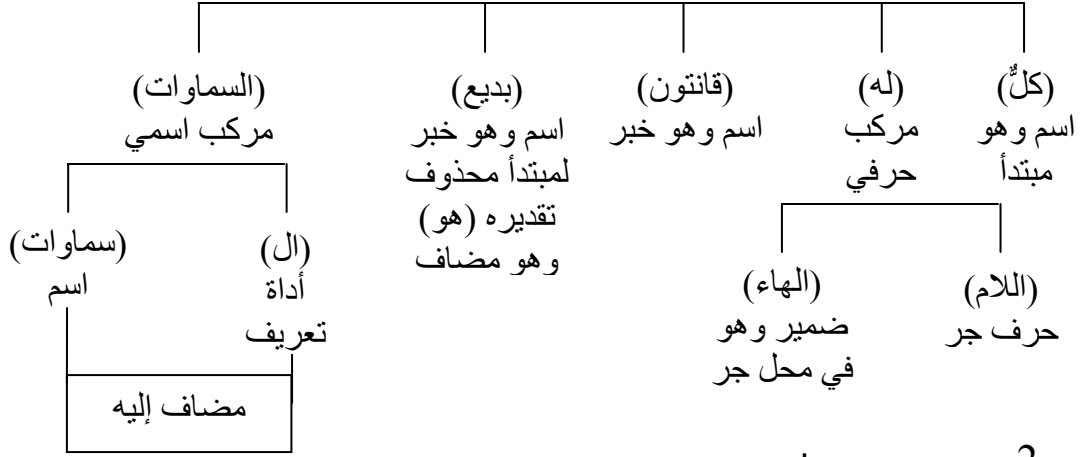 (كلٌّ)
اسم وهو
مبتدأ
(له)
مركب
حرفي
(قانتون)
اسم وهو خبر
(بديع)
اسم وهو خبر
لمبتدأ محذوف
تقديره (هو)
وهو مضاف
(السماوات)
مركب اسمي
(اللام)
حرف جر
(الهاء)
ضمير وهو
في محل جر
(ال)
أداة
تعريف
(سماوات)
اسم
مضاف إليه